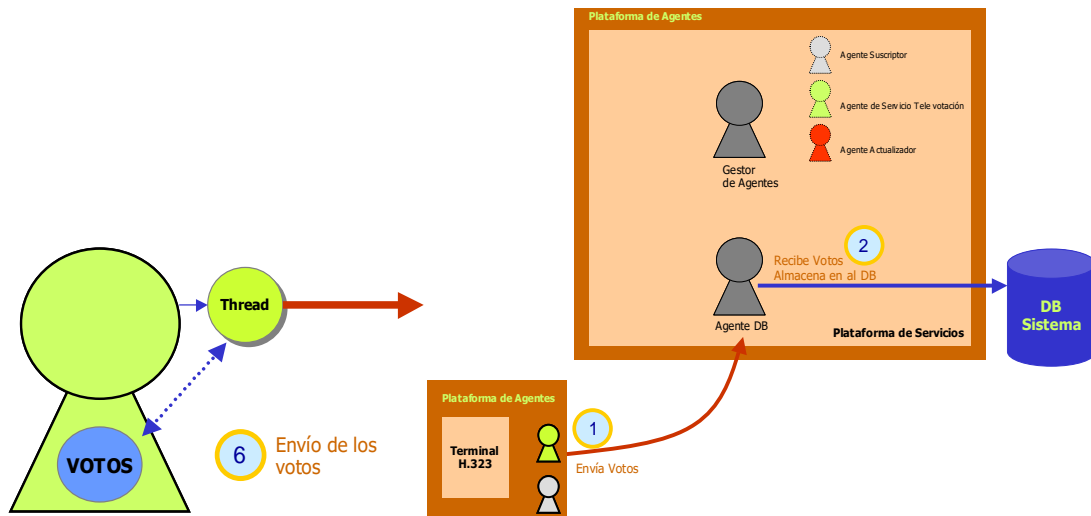 Plataforma de Agentes
Agente Suscriptor
Agente de Servicio Tele votación
Agente Actualizador
Gestor
de Agentes
2
Recibe Votos
Almacena en al DB
Agente DB
Plataforma de Servicios
DB
Sistema
Thread
VOTOS
6
Envío de los
votos
Plataforma de Agentes
Terminal
H.323
1
Envía Votos